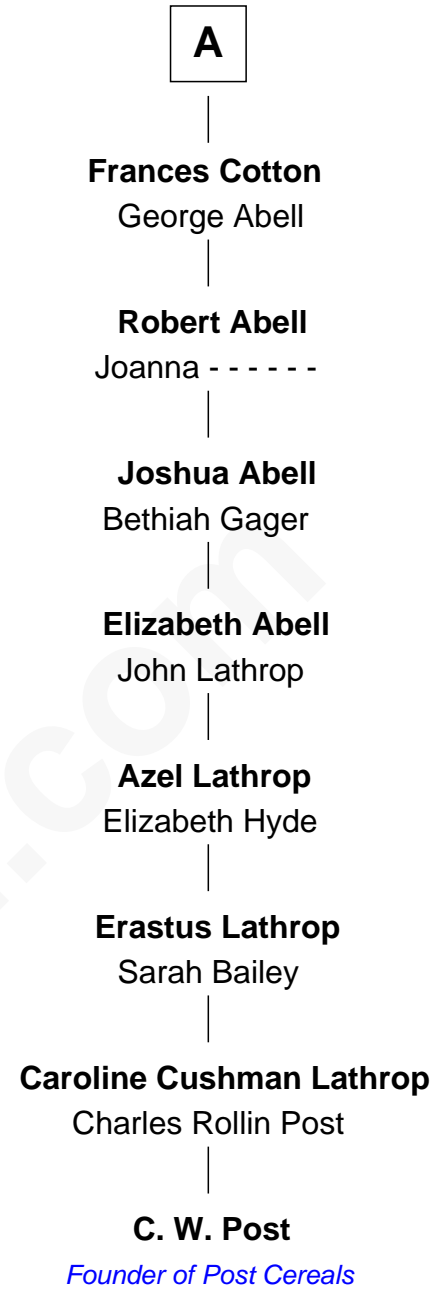 A
Frances Cotton
George Abell
Robert Abell
Joanna - - - - - -
Joshua Abell
Bethiah Gager
Elizabeth Abell
John Lathrop
Azel Lathrop
Elizabeth Hyde
Erastus Lathrop
Sarah Bailey
Caroline Cushman Lathrop
Charles Rollin Post
C. W. Post
Founder of Post Cereals